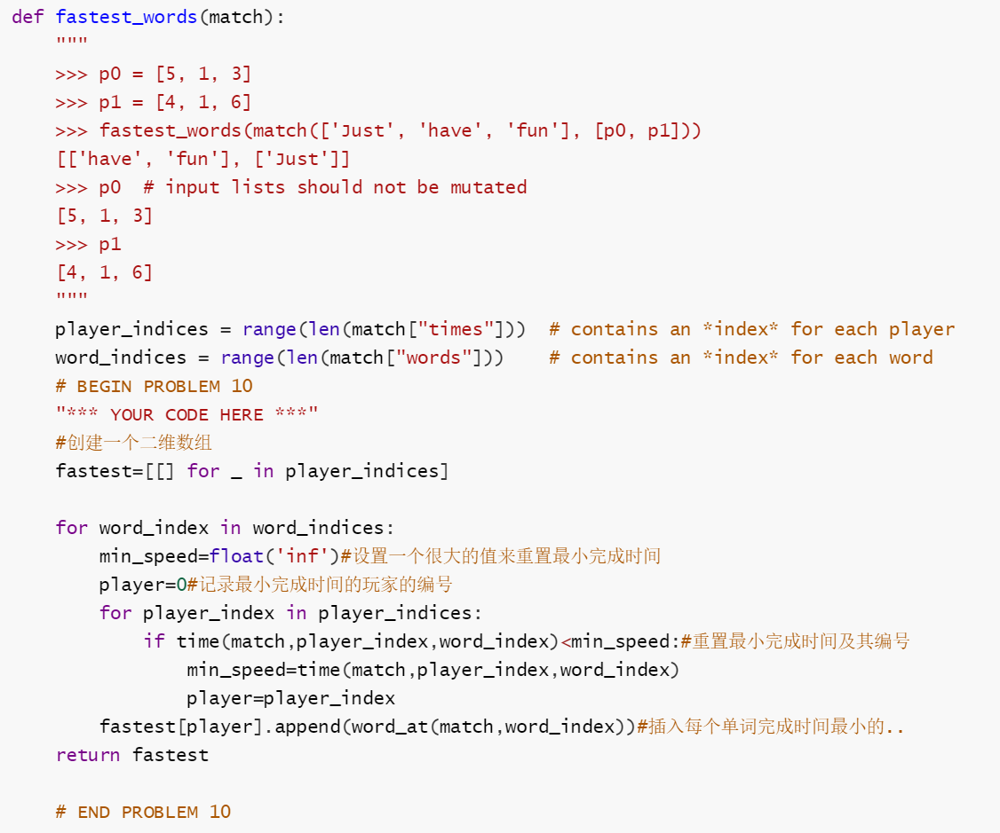 def fastest_words(match):
    """
    >>> p0 = [5, 1, 3]
    >>> p1 = [4, 1, 6]
    >>> fastest_words(match(['Just', 'have', 'fun'], [p0, p1]))
    [['have', 'fun'], ['Just']]
    >>> p0  # input lists should not be mutated
    [5, 1, 3]
    >>> p1
    [4, 1, 6]
    """
    player_indices = range(len(match["times"]))  # contains an *index* for each player
    word_indices = range(len(match["words"]))    # contains an *index* for each word
    # BEGIN PROBLEM 10
    "*** YOUR CODE HERE ***"
    #创建一个二维数组
    fastest=[[] for _ in player_indices]

    for word_index in word_indices:
        min_speed=float('inf')#设置一个很大的值来重置最小完成时间
        player=0#记录最小完成时间的玩家的编号
        for player_index in player_indices:
            if time(match,player_index,word_index)<min_speed:#重置最小完成时间及其编号
                min_speed=time(match,player_index,word_index)
                player=player_index
        fastest[player].append(word_at(match,word_index))#插入每个单词完成时间最小的..
    return fastest

    # END PROBLEM 10